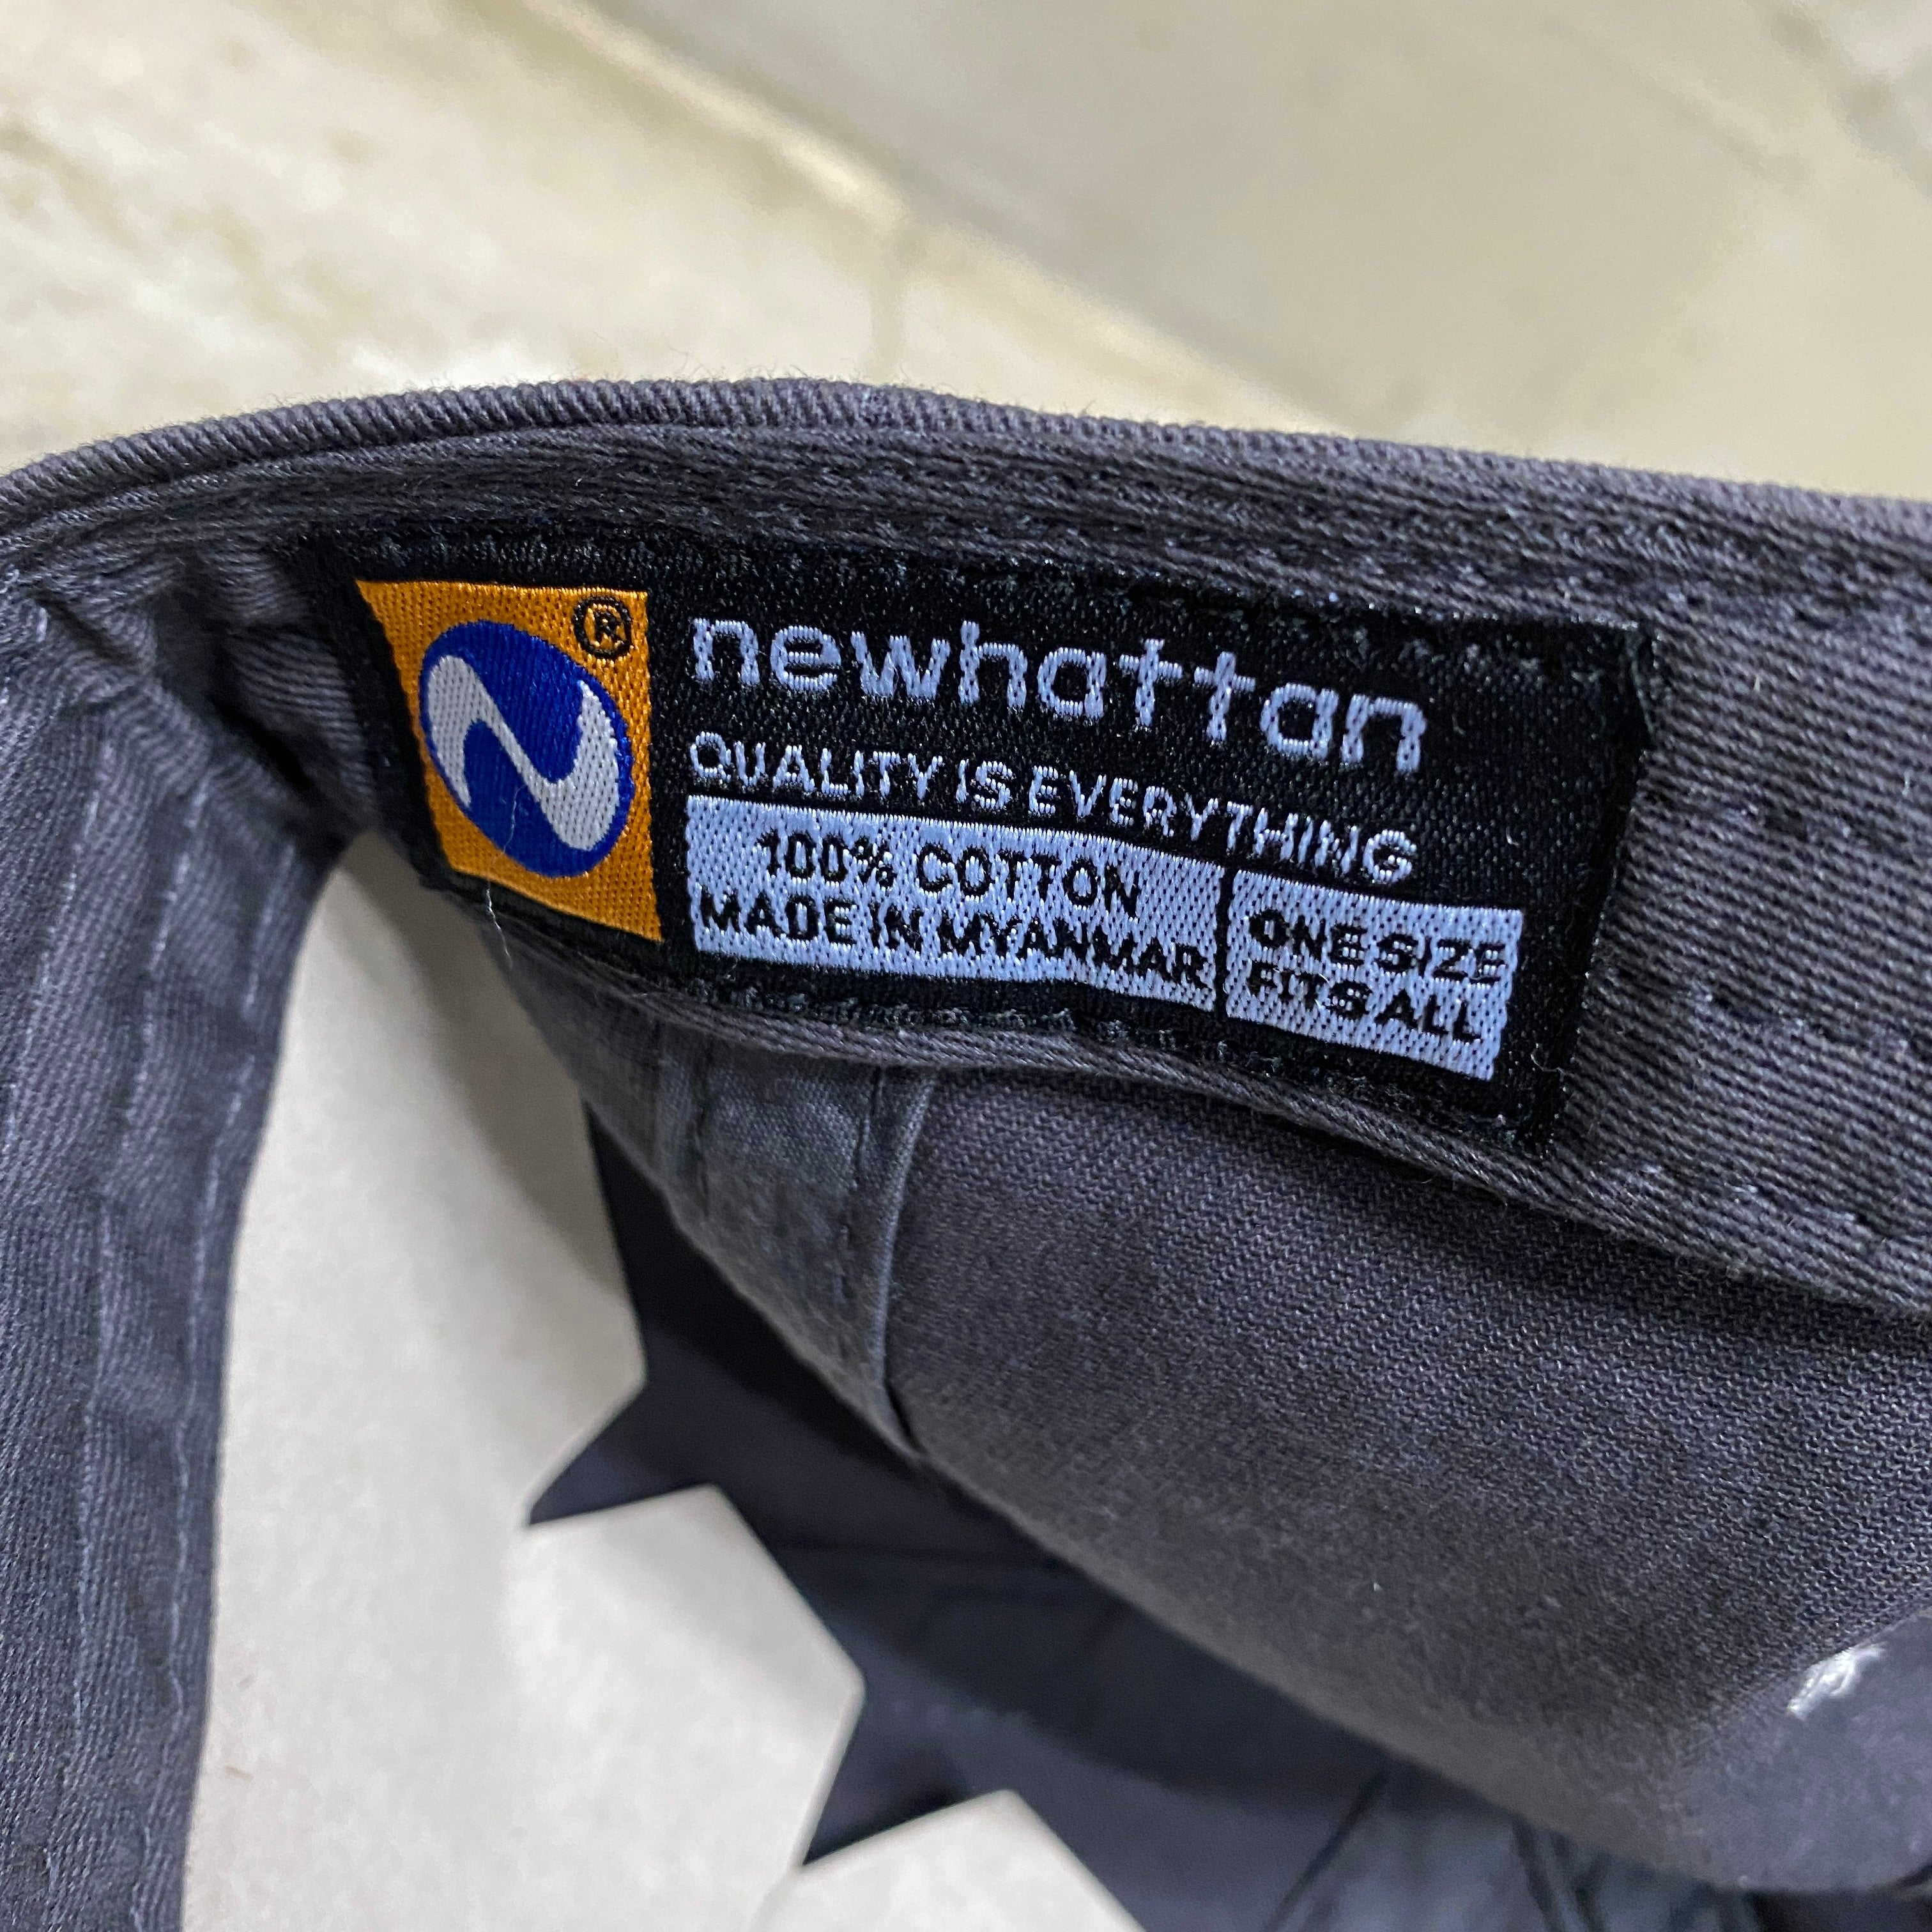 ®
newhattan
QUALITY IS EVERYTHING
100% COTTON
MADE IN MYANMAR
ONE SIZE
FITS ALL